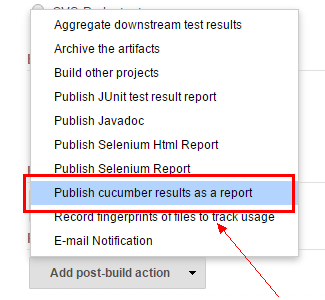 Aggregate downstream test results
Archive the artifacts
Build other projects
Publish JUnit test result report
Publish Javadoc
Publish Selenium Html Report
Publish Selenium Report
Publish cucumber results as a report
Record fingerprints of files to track usage
E-mail Notification
Add post-build action